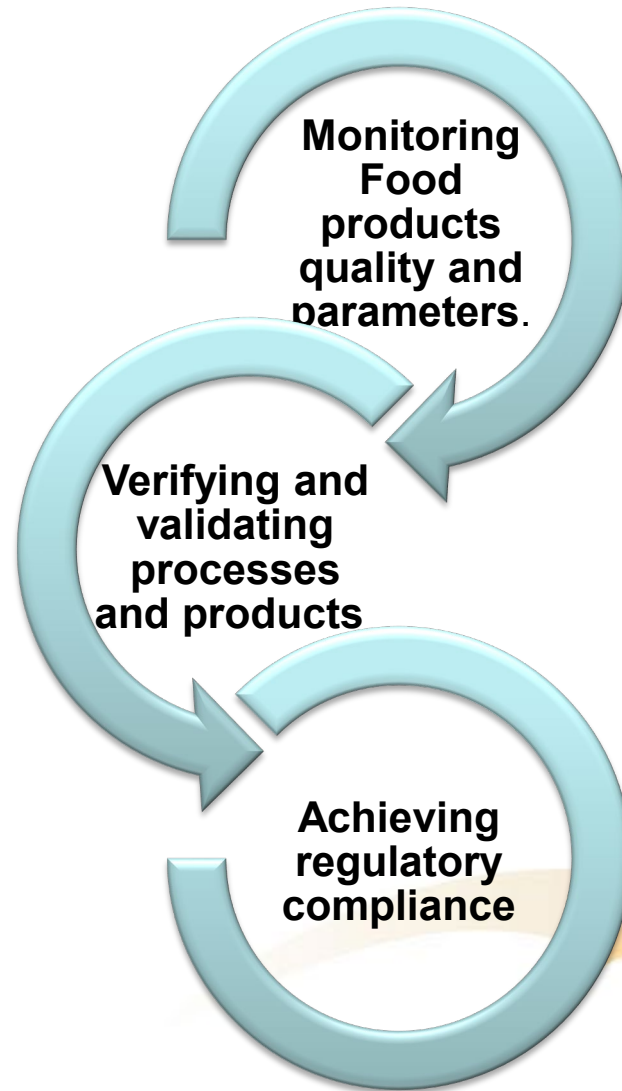 Monitoring
Food
products
quality and
parameters.
Verifying and
validating
processes
and products
Achieving
regulatory
compliance